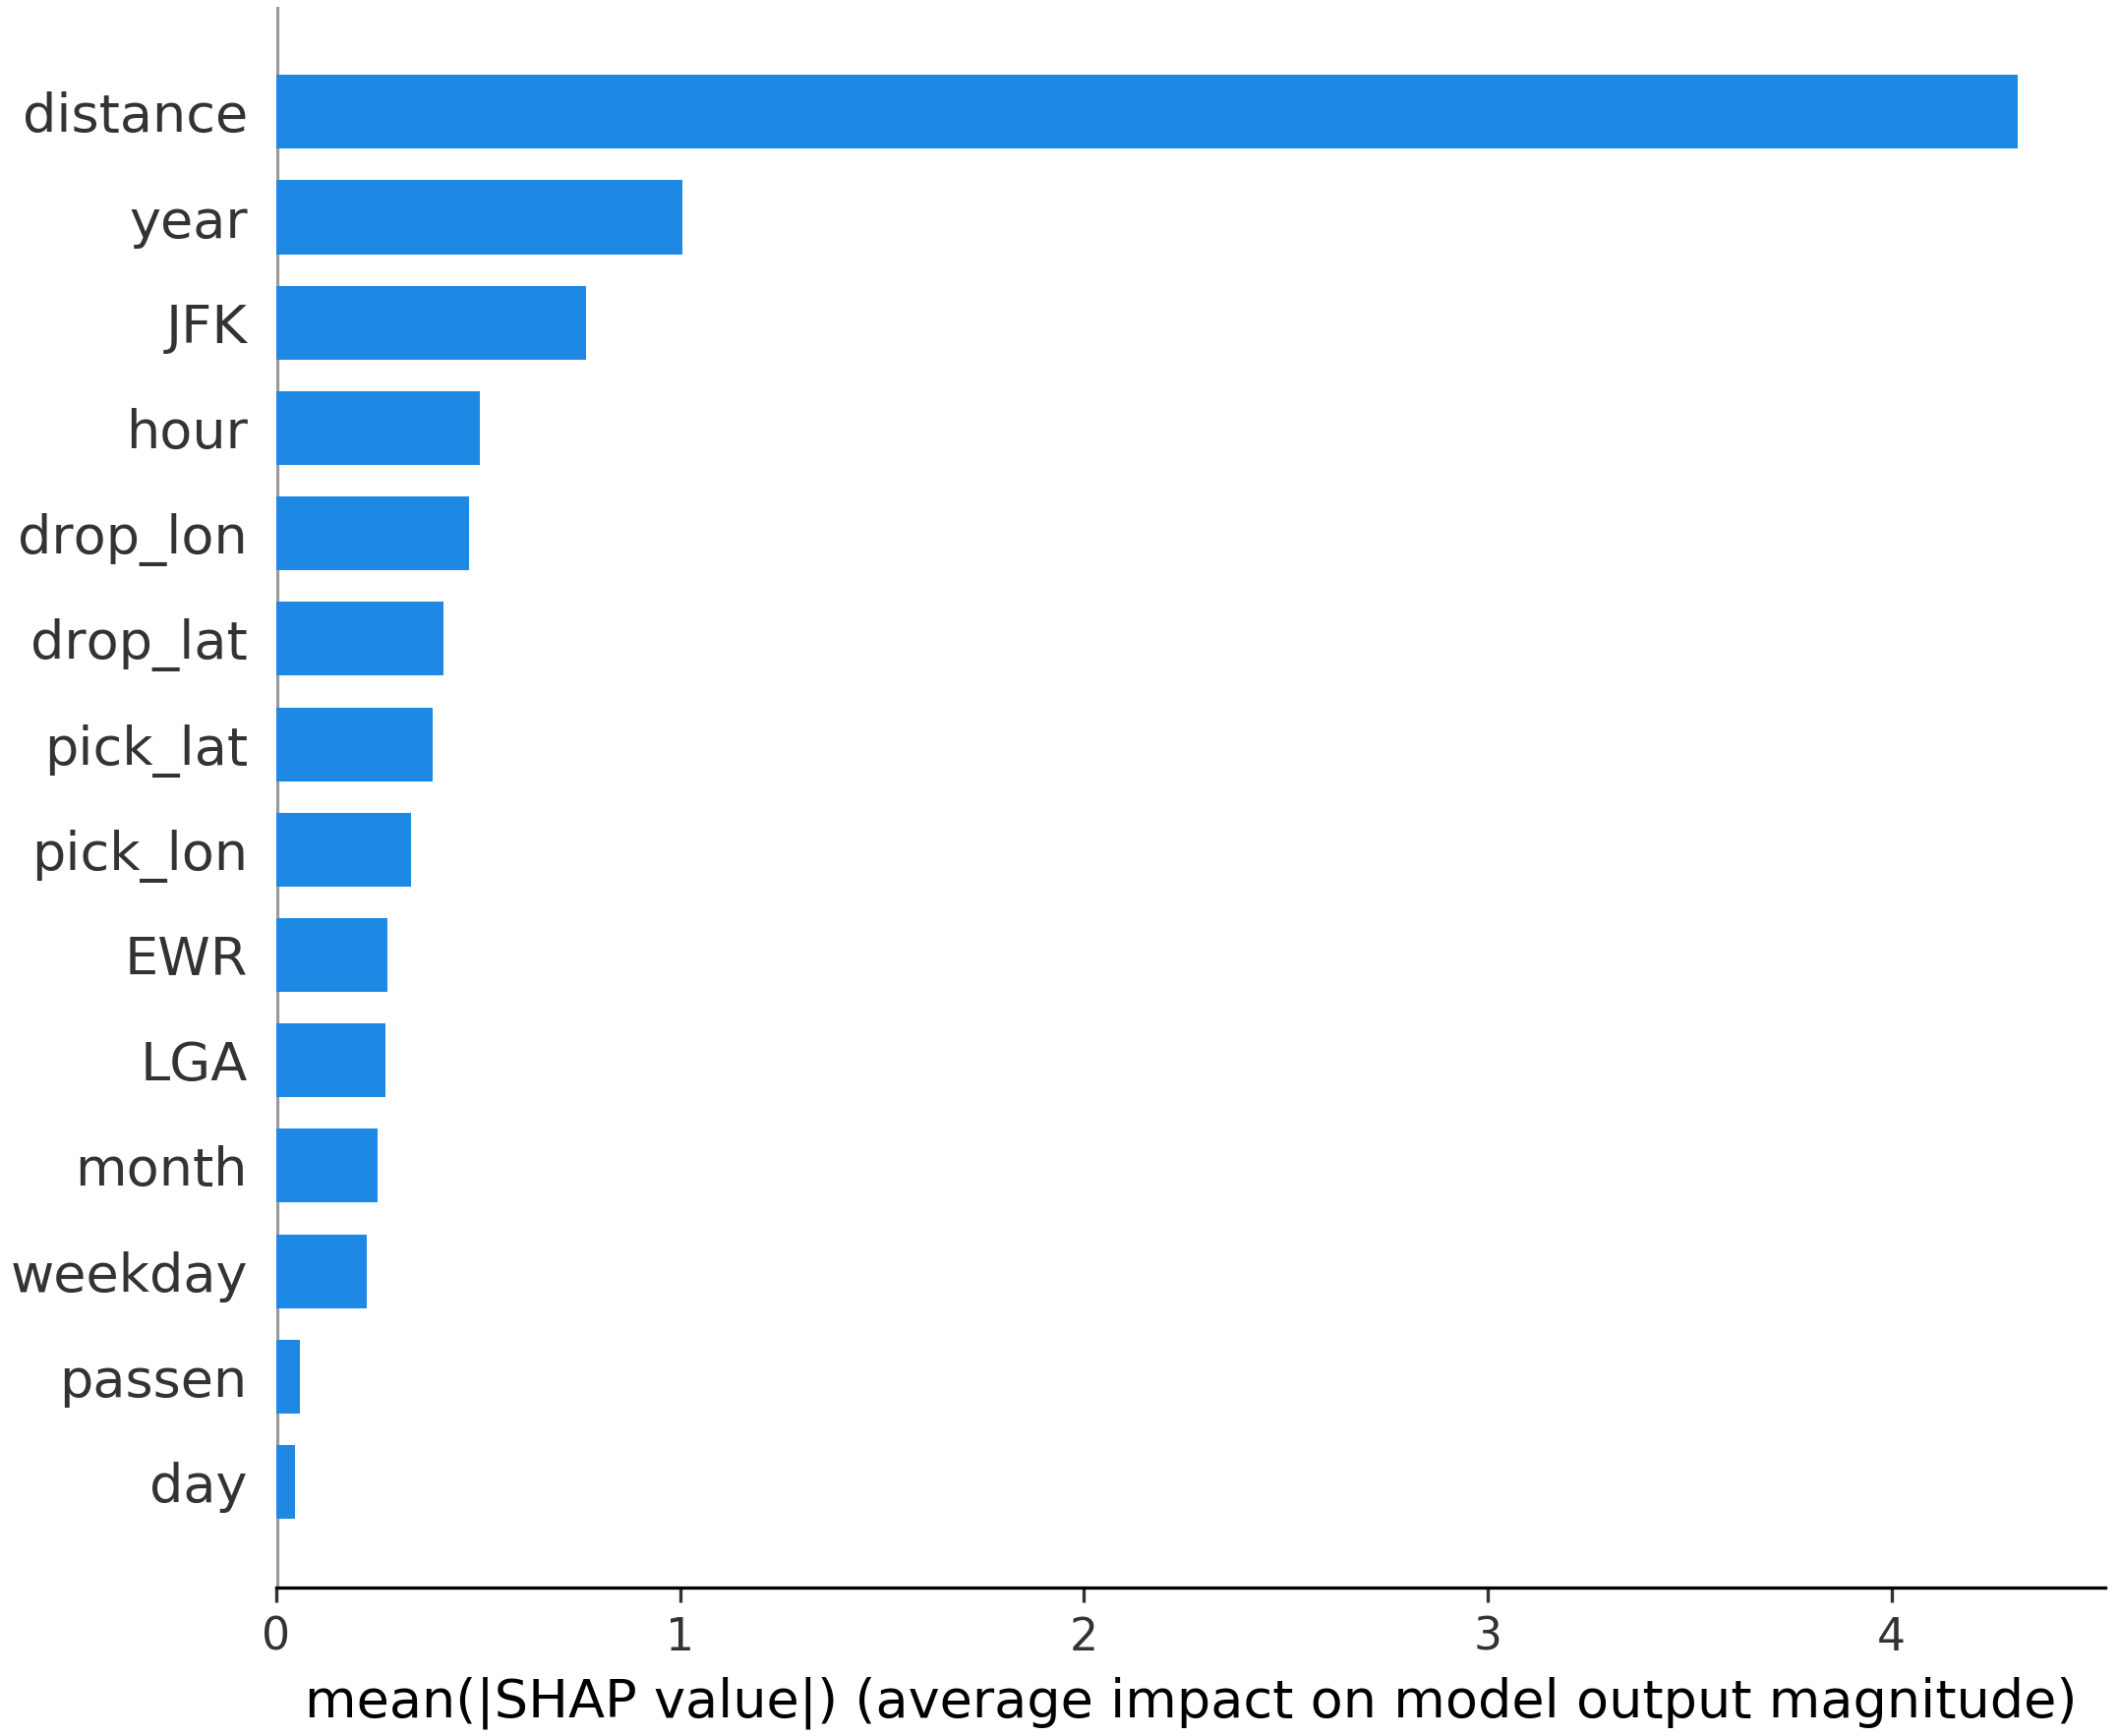 distance
year
JFK
hour
drop_lon
drop_lat
pick_lat
pick_lon
EWR
LGA
month
weekday
passen
day
0 1 2 3 4
mean(|SHAP value|) (average impact on model output magnitude)